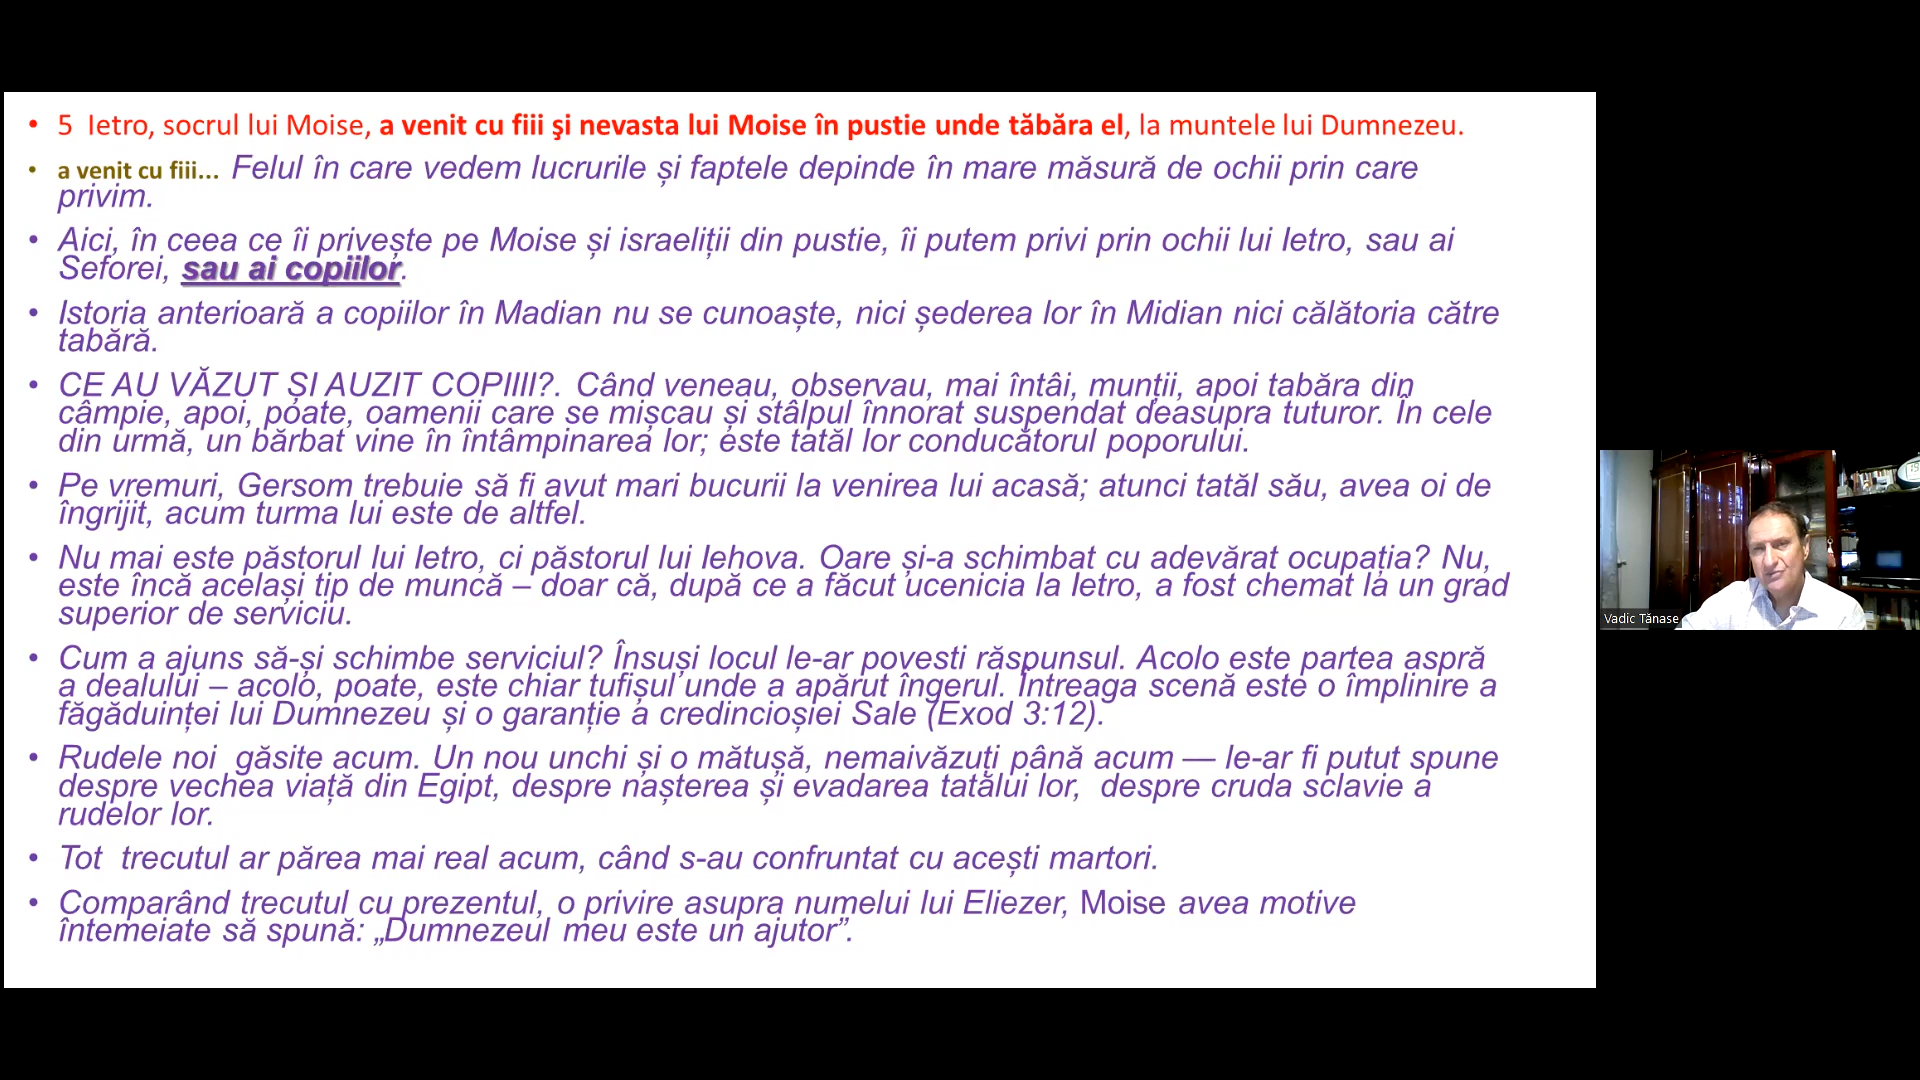 • 5 Ietro, socrul lui Moise, a venit cu fiii şi nevasta lui Moise în pustie unde tăbăra el, la muntele lui Dumnezeu.
• a venit cu fiii... Felul în care vedem lucrurile și faptele depinde în mare măsură de ochii prin care
privim.
• Aici, în ceea ce îi privește pe Moise și israeliții din pustie, îi putem privi prin ochii lui Ietro, sau ai
Seforei, sau ai copiilor.
• Istoria anterioară a copiilor în Madian nu se cunoaște, nici șederea lor în Midian nici călătoria către
tabără.
• CE AU VĂZUT ȘI AUZIT COPIIII?. Când veneau, observau, mai întâi, munții, apoi tabăra din
câmpie, apoi, poate, oamenii care se mișcau și stâlpul înnorat suspendat deasupra tuturor. În cele
din urmă, un bărbat vine în întâmpinarea lor; este tatăl lor conducătorul poporului.
• Pe vremuri, Gersom trebuie să fi avut mari bucurii la venirea lui acasă; atunci tatăl său, avea oi de
îngrijit, acum turma lui este de altfel.
• Nu mai este păstorul lui Ietro, ci păstorul lui Iehova. Oare și-a schimbat cu adevărat ocupația? Nu,
este încă același tip de muncă – doar că, după ce a făcut ucenicia la Ietro, a fost chemat la un grad
superior de serviciu.
• Cum a ajuns să-și schimbe serviciul? Însuși locul le-ar povesti răspunsul. Acolo este partea aspră
a dealului – acolo, poate, este chiar tufișul unde a apărut îngerul. Întreaga scenă este o împlinire a
făgăduinței lui Dumnezeu și o garanție a credincioșiei Sale (Exod 3:12).
• Rudele noi găsite acum. Un nou unchi și o mătușă, nemaivăzuți până acum — le-ar fi putut spune
despre vechea viață din Egipt, despre nașterea și evadarea tatălui lor, despre cruda sclavie a
rudelor lor.
• Tot trecutul ar părea mai real acum, când s-au confruntat cu acești martori.
• Comparând trecutul cu prezentul, o privire asupra numelui lui Eliezer, Moise avea motive
întemeiate să spună: „Dumnezeul meu este un ajutor”.
Vadic Tănase